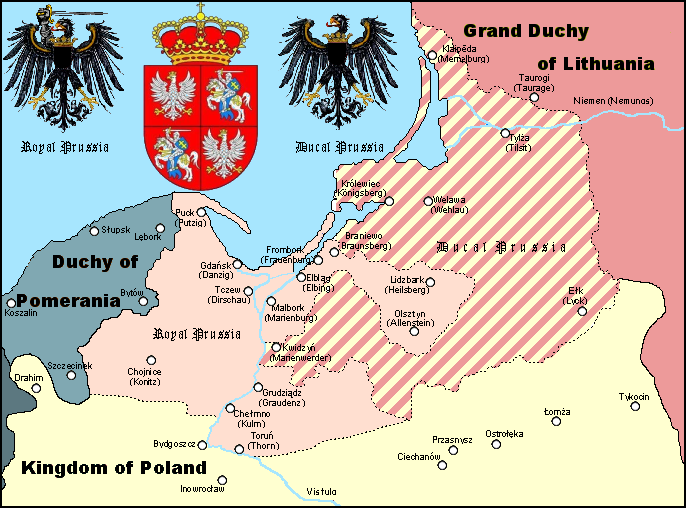 Grand Duchy
of Lithuania
Klaipėda
(Memelburg)
Taurogi
(Taurage)
Niemen (Nemunas)
Tylża
(Tilsit)
Royal Prussia
Ducal Prussia
Królewiec
(Königsberg)
Welawa
(Wehlau)
Puck
(Putzig)
Słupsk
Lębork
Braniewo
(Braunsberg)
Ducal Prussia
Frombork
(Frauenburg)
Duchy of
Pomerania
Gdańsk
(Danzig)
Elbląg
(Elbing)
Lidzbark
(Heilsberg)
Tczew
(Dirschau)
Bytów
Koszalin
Malbork
(Marienburg)
Ełk
(Lyck)
Olsztyn
(Allenstein)
Royal Prussia
Kwidzyń
(Marienwerder)
Szczecinek
Chojnice
(Konitz)
Drahim
Grudziądz
(Graudenz)
Tykocin
Chełmno
(Kulm)
Łomża
Toruń
(Thorn)
Bydgoszcz
Ostrołęka
Przasnysz
Ciechanów
Kingdom of Poland
Inowrocław
Vistula